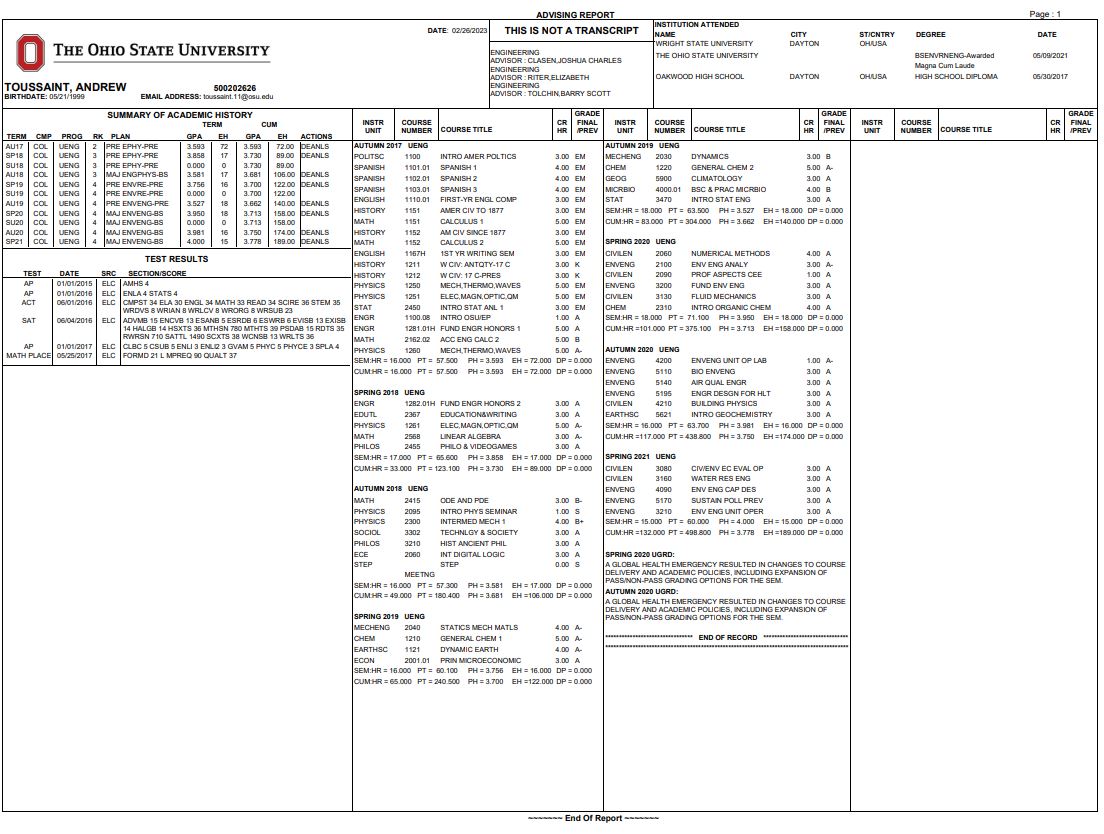 ADVISING REPORT
Page : 1
THE OHIO STATE UNIVERSITY
DATE: 02/26/2023
TOUSSAINT, ANDREW 500202626
BIRTHDATE: 05/21/1999 EMAIL ADDRESS: toussaint.11@osu.edu
THIS IS NOT A TRANSCRIPT
ENGINEERING
ADVISOR : CLASEN,JOSHUA CHARLES
ENGINEERING
ADVISOR : RITER,ELIZABETH
ENGINEERING
ADVISOR : TOLCHIN,BARRY SCOTT
INSTITUTION ATTENDED
NAME CITY ST/CNTRY DEGREE DATE
WRIGHT STATE UNIVERSITY DAYTON OH/USA
THE OHIO STATE UNIVERSITY BSENVRNENG-Awarded 05/09/2021
Magna Cum Laude
OAKWOOD HIGH SCHOOL DAYTON OH/USA HIGH SCHOOL DIPLOMA 05/30/2017
SUMMARY OF ACADEMIC HISTORY
TERM CUM
TERM CMP PROG RK PLAN GPA EH GPA EH ACTIONS
AU17 COL UENG 2 PRE EPHY-PRE 3.593 72 3.593 72.00 DEANLS
SP18 COL UENG 3 PRE EPHY-PRE 3.858 17 3.730 89.00 DEANLS
SU18 COL UENG 3 PRE EPHY-PRE 0.000 0 3.730 89.00
AU18 COL UENG 3 MAJ ENGPHYS-BS 3.581 17 3.681 106.00 DEANLS
SP19 COL UENG 4 PRE ENVRE-PRE 3.756 16 3.700 122.00 DEANLS
SU19 COL UENG 4 PRE ENVRE-PRE 0.000 0 3.700 122.00
AU19 COL UENG 4 PRE ENVENG-PRE 3.527 18 3.662 140.00 DEANLS
SP20 COL UENG 4 MAJ ENVENG-BS 3.950 18 3.713 158.00 DEANLS
SU20 COL UENG 4 MAJ ENVENG-BS 0.000 0 3.713 158.00
AU20 COL UENG 4 MAJ ENVENG-BS 3.981 16 3.750 174.00 DEANLS
SP21 COL UENG 4 MAJ ENVENG-BS 4.000 15 3.778 189.00 DEANLS
TEST RESULTS
TEST DATE SRC SECTION/SCORE
AP 01/01/2015 ELC AMHS 4
AP 01/01/2016 ELC ENLA 4 STATS 4
ACT 06/01/2016 ELC CMPST 34 ELA 30 ENGL 34 MATH 33 READ 34 SCIRE 36 STEM 35
WRDVS 8 WRIAN 8 WRLCV 8 WRORG 8 WRSUB 23
SAT 06/04/2016 ELC ADVMB 15 ENCVB 13 ESANB 5 ESRDB 6 ESWRB 6 EVISB 13 EXISB
14 HALGB 14 HSXTS 36 MTHSN 780 MTHTS 39 PSDAB 15 RDTS 35
RWRSN 710 SATTL 1490 SCXTS 38 WCNSB 13 WRLTS 36
AP 01/01/2017 ELC CLBC 5 CSUB 5 ENLI 3 ENLI2 3 GVAM 5 PHYC 5 PHYCE 3 SPLA 4
MATH PLACE 05/25/2017 ELC FORMD 21 L MPREQ 90 QUALT 37
INSTR UNIT COURSE NUMBER COURSE TITLE CR HR GRADE FINAL /PREV
AUTUMN 2017 UENG
POLITSC 1100 INTRO AMER POLTICS 3.00 EM
SPANISH 1101.01 SPANISH 1 4.00 EM
SPANISH 1102.01 SPANISH 2 4.00 EM
SPANISH 1103.01 SPANISH 3 4.00 EM
ENGLISH 1110.01 FIRST-YR ENGL COMP 3.00 EM
HISTORY 1151 AMER CIV TO 1877 3.00 EM
MATH 1151 CALCULUS 1 5.00 EM
HISTORY 1152 AM CIV SINCE 1877 3.00 EM
MATH 1152 CALCULUS 2 5.00 EM
ENGLISH 1167H 1ST YR WRITING SEM 3.00 EM
HISTORY 1211 W CIV: ANTQTY-17 C 3.00 K
HISTORY 1212 W CIV: 17 C-PRES 3.00 K
PHYSICS 1250 MECH,THERMO,WAVES 5.00 EM
PHYSICS 1251 ELEC,MAGN,OPTIC,QM 5.00 EM
STAT 2450 INTRO STAT ANL 1 3.00 EM
ENGR 1100.08 INTRO OSU/EP 1.00 A
ENGR 1281.01H FUND ENGR HONORS 1 5.00 A
MATH 2162.02 ACC ENG CALC 2 5.00 B
PHYSICS 1260 MECH,THERMO,WAVES 5.00 A-
SEM:HR = 16.000 PT = 57.500 PH = 3.593 EH = 72.000 DP = 0.000
CUM:HR = 16.000 PT = 57.500 PH = 3.593 EH = 72.000 DP = 0.000
SPRING 2018 UENG
ENGR 1282.01H FUND ENGR HONORS 2 3.00 A
EDUTL 2367 EDUCATION&WRITING 3.00 A
PHYSICS 1261 ELEC,MAGN,OPTIC,QM 5.00 A-
MATH 2568 LINEAR ALGEBRA 3.00 A-
PHILOS 2455 PHILO & VIDEOGAMES 3.00 A
SEM:HR = 17.000 PT = 65.600 PH = 3.858 EH = 17.000 DP = 0.000
CUM:HR = 33.000 PT = 123.100 PH = 3.730 EH = 89.000 DP = 0.000
AUTUMN 2018 UENG
MATH 2415 ODE AND PDE 3.00 B-
PHYSICS 2095 INTRO PHYS SEMINAR 1.00 S
PHYSICS 2300 INTERMED MECH 1 4.00 B+
SOCIOL 3302 TECHNLGY & SOCIETY 3.00 A
PHILOS 3210 HIST ANCIENT PHIL 3.00 A
ECE 2060 INT DIGITAL LOGIC 3.00 A
STEP STEP 0.00 S
MEETNG
SEM:HR = 16.000 PT = 57.300 PH = 3.581 EH = 17.000 DP = 0.000
CUM:HR = 49.000 PT = 180.400 PH = 3.681 EH =106.000 DP = 0.000
SPRING 2019 UENG
MECHENG 2040 STATICS MECH MATLS 4.00 A-
CHEM 1210 GENERAL CHEM 1 5.00 A-
EARTHSC 1121 DYNAMIC EARTH 4.00 A-
ECON 2001.01 PRIN MICROECONOMIC 3.00 A
SEM:HR = 16.000 PT = 60.100 PH = 3.756 EH = 16.000 DP = 0.000
CUM:HR = 65.000 PT = 240.500 PH = 3.700 EH =122.000 DP = 0.000
INSTR UNIT COURSE NUMBER COURSE TITLE CR HR GRADE FINAL /PREV
AUTUMN 2019 UENG
MECHENG 2030 DYNAMICS 3.00 B
CHEM 1220 GENERAL CHEM 2 5.00 A-
GEOG 5900 CLIMATOLOGY 3.00 A
MICRBIO 4000.01 BSC & PRAC MICRBIO 4.00 B
STAT 3470 INTRO STAT ENG 3.00 A
SEM:HR = 18.000 PT = 63.500 PH = 3.527 EH = 18.000 DP = 0.000
CUM:HR = 83.000 PT = 304.000 PH = 3.662 EH =140.000 DP = 0.000
SPRING 2020 UENG
CIVILEN 2060 NUMERICAL METHODS 4.00 A
ENVENG 2100 ENV ENG ANALY 3.00 A-
CIVILEN 2090 PROF ASPECTS CEE 1.00 A
ENVENG 3200 FUND ENV ENG 3.00 A
CIVILEN 3130 FLUID MECHANICS 3.00 A
CHEM 2310 INTRO ORGANIC CHEM 4.00 A
SEM:HR = 18.000 PT = 71.100 PH = 3.950 EH = 18.000 DP = 0.000
CUM:HR =101.000 PT = 375.100 PH = 3.713 EH =158.000 DP = 0.000
AUTUMN 2020 UENG
ENVENG 4200 ENVENG UNIT OP LAB 1.00 A-
ENVENG 5110 BIO ENVENG 3.00 A
ENVENG 5140 AIR QUAL ENGR 3.00 A
ENVENG 5195 ENGR DESGN FOR HLT 3.00 A
CIVILEN 4210 BUILDING PHYSICS 3.00 A
EARTHSC 5621 INTRO GEOCHEMISTRY 3.00 A
SEM:HR = 16.000 PT = 63.700 PH = 3.981 EH = 16.000 DP = 0.000
CUM:HR =117.000 PT = 438.800 PH = 3.750 EH =174.000 DP = 0.000
SPRING 2021 UENG
CIVILEN 3080 CIV/ENV EC EVAL OP 3.00 A
CIVILEN 3160 WATER RES ENG 3.00 A
ENVENG 4090 ENV ENG CAP DES 3.00 A
ENVENG 5170 SUSTAIN POLL PREV 3.00 A
ENVENG 3210 ENV ENG UNIT OPER 3.00 A
SEM:HR = 15.000 PT = 60.000 PH = 4.000 EH = 15.000 DP = 0.000
CUM:HR =132.000 PT = 498.800 PH = 3.778 EH =189.000 DP = 0.000
SPRING 2020 UGRD:
A GLOBAL HEALTH EMERGENCY RESULTED IN CHANGES TO COURSE
DELIVERY AND ACADEMIC POLICIES, INCLUDING EXPANSION OF
PASS/NON-PASS GRADING OPTIONS FOR THE SEM.
AUTUMN 2020 UGRD:
A GLOBAL HEALTH EMERGENCY RESULTED IN CHANGES TO COURSE
DELIVERY AND ACADEMIC POLICIES, INCLUDING EXPANSION OF
PASS/NON-PASS GRADING OPTIONS FOR THE SEM.
****************************** END OF RECORD ******************************
INSTR UNIT COURSE NUMBER COURSE TITLE CR HR GRADE FINAL /PREV
~~~~~~~ End Of Report ~~~~~~~